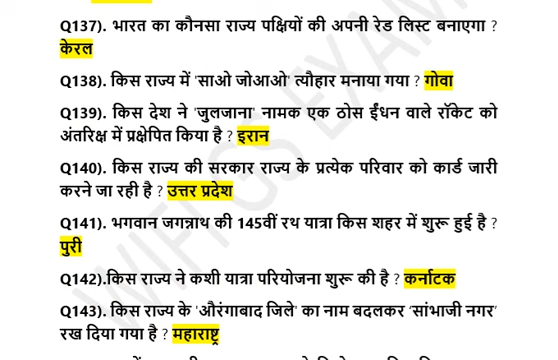 Q137). भारत का कौनसा राज्य पक्षियों की अपनी रेड लिस्ट बनाएगा ?
केरल
Q138). किस राज्य में 'साओ जोआओ' त्यौहार मनाया गया ? गोवा
Q139). किस देश ने 'जुलजाना' नामक एक ठोस ईंधन वाले रॉकेट को
अंतरिक्ष में प्रक्षेपित किया है ? इरान
Q140). किस राज्य की सरकार राज्य के प्रत्येक परिवार को कार्ड जारी
करने जा रही है ? उत्तर प्रदेश
Q141). भगवान जगन्नाथ की 145वीं रथ यात्रा किस शहर में शुरू हुई है ?
पुरी
Q142).किस राज्य ने कशी यात्रा परियोजना शुरू की है ? कर्नाटक
Q143). किस राज्य के 'औरंगाबाद जिले' का नाम बदलकर 'सांभाजी नगर'
रख दिया गया है ? महाराष्ट्र